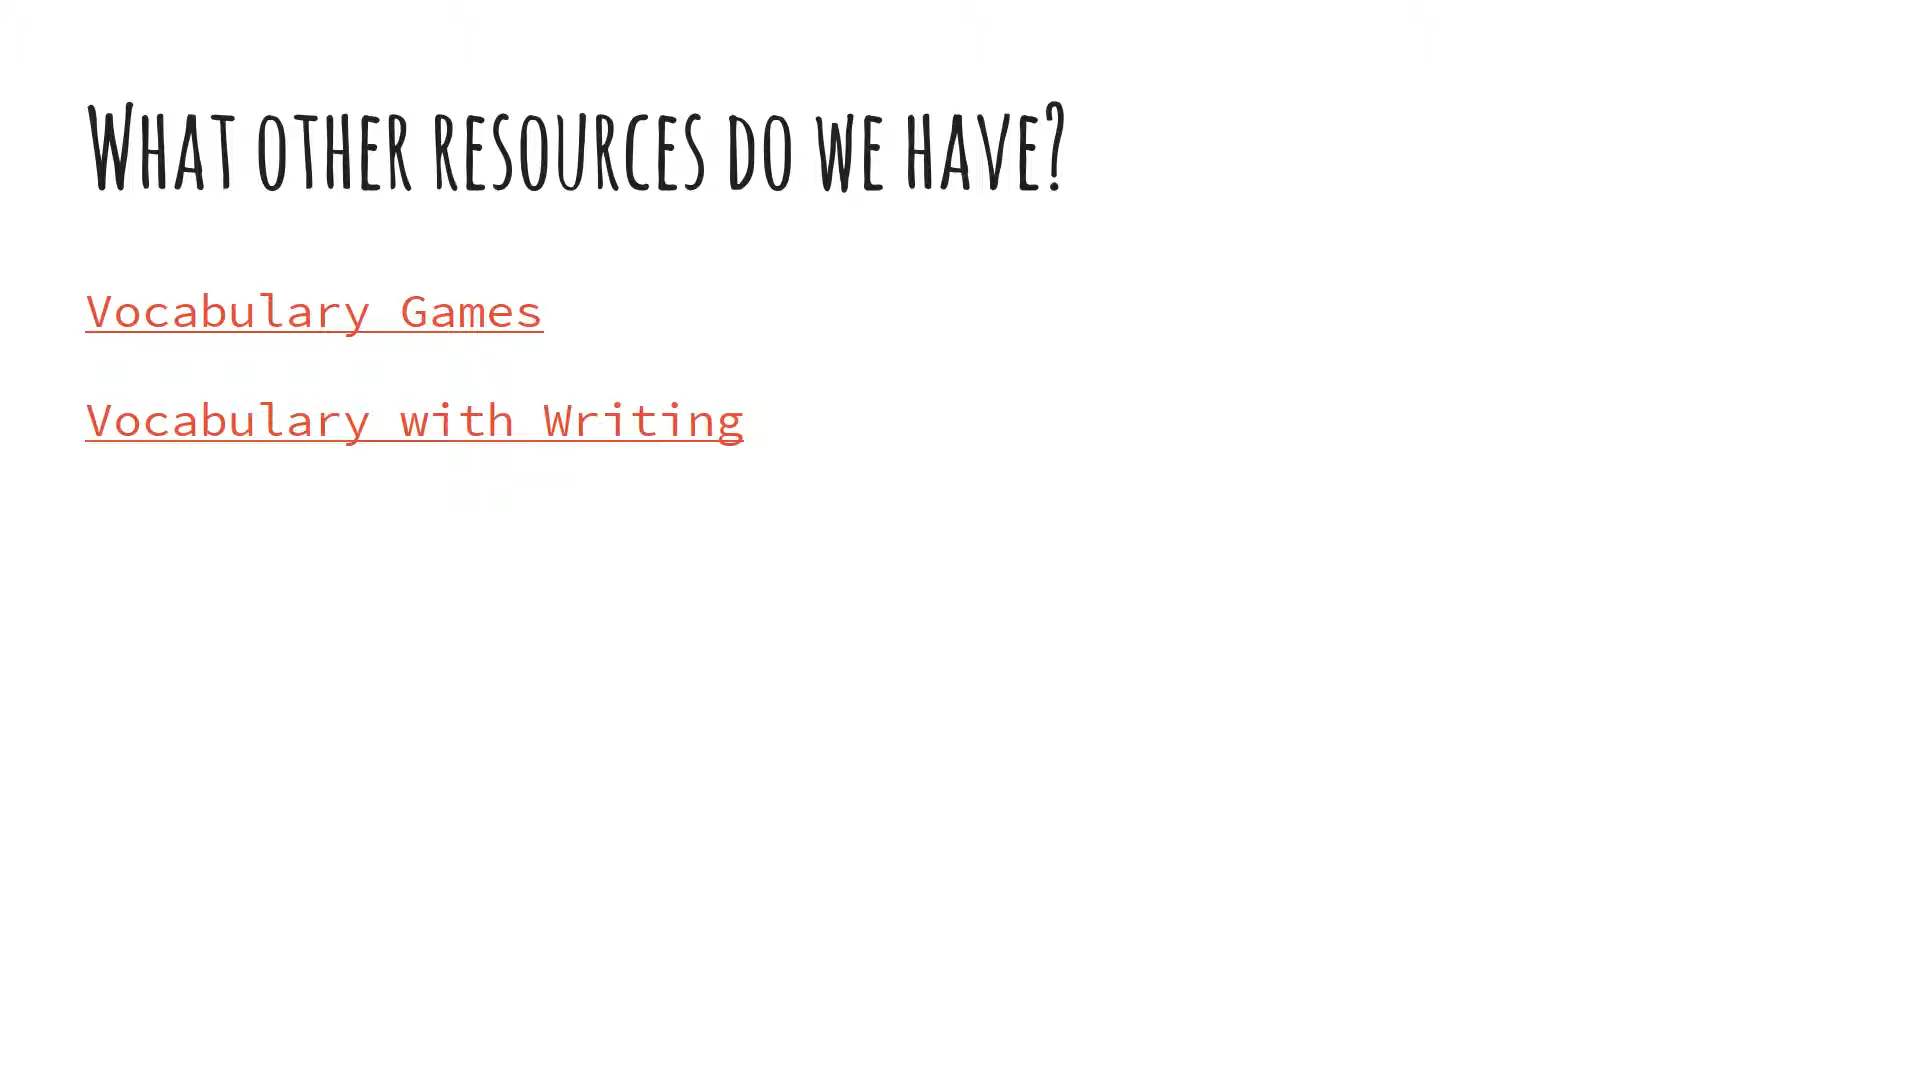 What other resources do we have?
Vocabulary Games
Vocabulary with Writing